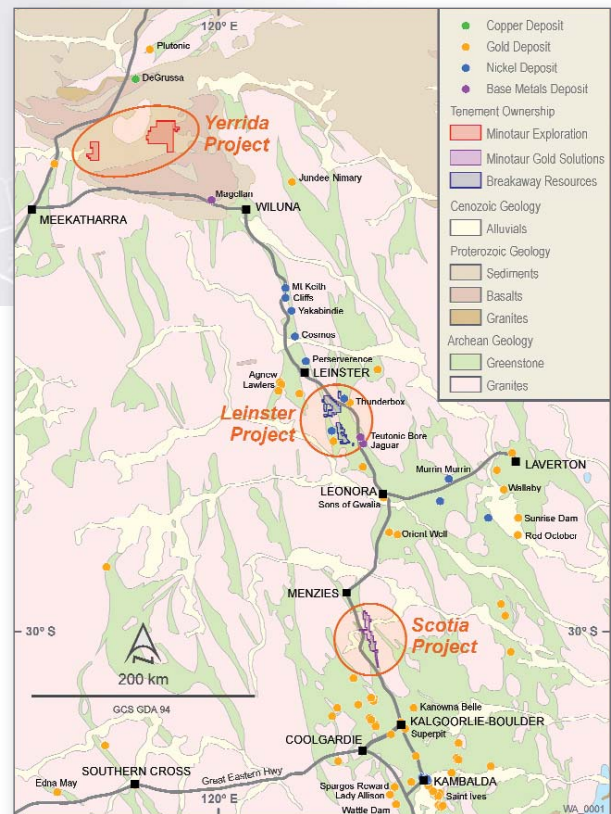 120° E
Plutonic
DeGrussa
Yerrida
Project
Magellan
Jundee Nimary
MEEKATHARRA
WILUNA
Mt Keith
Cliffs
Yakabindie
Cosmos
Perserverence
LEINSTER
Agnew
Lawlers
Thunderbox
Leinster
Project
Teutonic Bore
Jaguar
Murrin Murrin
LAVERTON
LEONORA
Sons of Gwalia
Wallaby
Sunrise Dam
Red October
Orient Well
MENZIES
30° S
30° S
Scotia
Project
200 km
GCS GDA 94
Kanowna Belle
KALGOORLIE-BOULDER
Superpit
COOLGARDIE
SOUTHERN CROSS
Great Eastern Hwy
Edna May
KAMBALDA
Spurgos Reward
Lady Allison
Saint Ives
Wattle Dam
120° E
WA_0001
Copper Deposit
Gold Deposit
Nickel Deposit
Base Metals Deposit
Tenement Ownership
Minotaur Exploration
Minotaur Gold Solutions
Breakaway Resources
Cenozoic Geology
Alluvials
Proterozoic Geology
Sediments
Basalts
Granites
Archean Geology
Greenstone
Granites